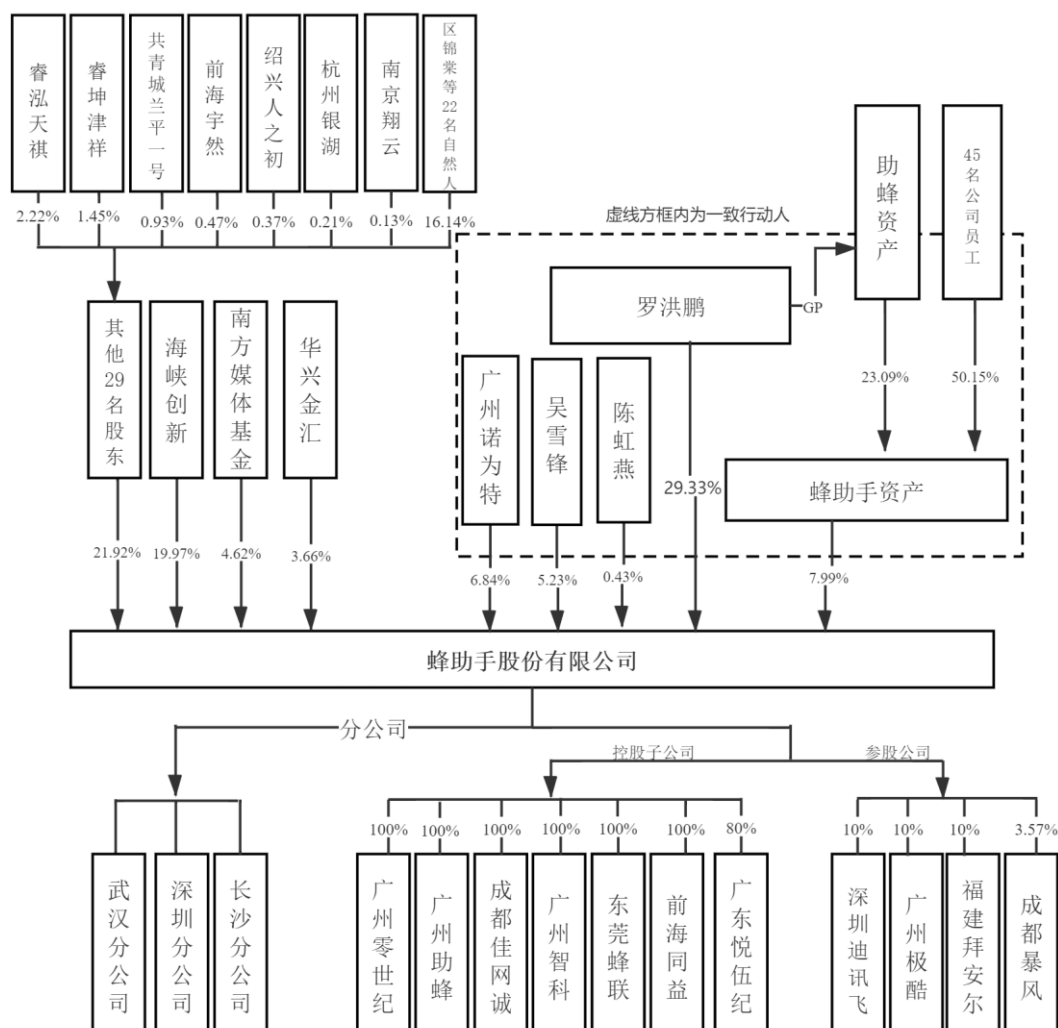 睿泓天祺
睿坤津祥
共青城兰平一号
前海宇然
绍兴人之初
杭州银湖
南京翔云
区锦棠等22名自然人
2.22%
1.45%
0.93%
0.47%
0.37%
0.21%
0.13%
16.14%
助蜂资产
45名公司员工
虚线方框内为一致行动人
罗洪鹏
GP
其他29名股东
海峡创新
南方媒体基金
华兴金汇
广州诺为特
吴雪锋
陈虹燕
29.33%
23.09%
50.15%
蜂助手资产
21.92%
19.97%
4.62%
3.66%
6.84%
5.23%
0.43%
7.99%
蜂助手股份有限公司
分公司
控股子公司
参股公司
100%
100%
100%
100%
100%
100%
80%
10%
10%
10%
3.57%
武汉分公司
深圳分公司
长沙分公司
广州零世纪
广州助蜂
成都佳网诚
广州智科
东莞蜂联
前海同益
广东悦伍纪
深圳迪讯飞
广州极酷
福建拜安尔
成都暴风